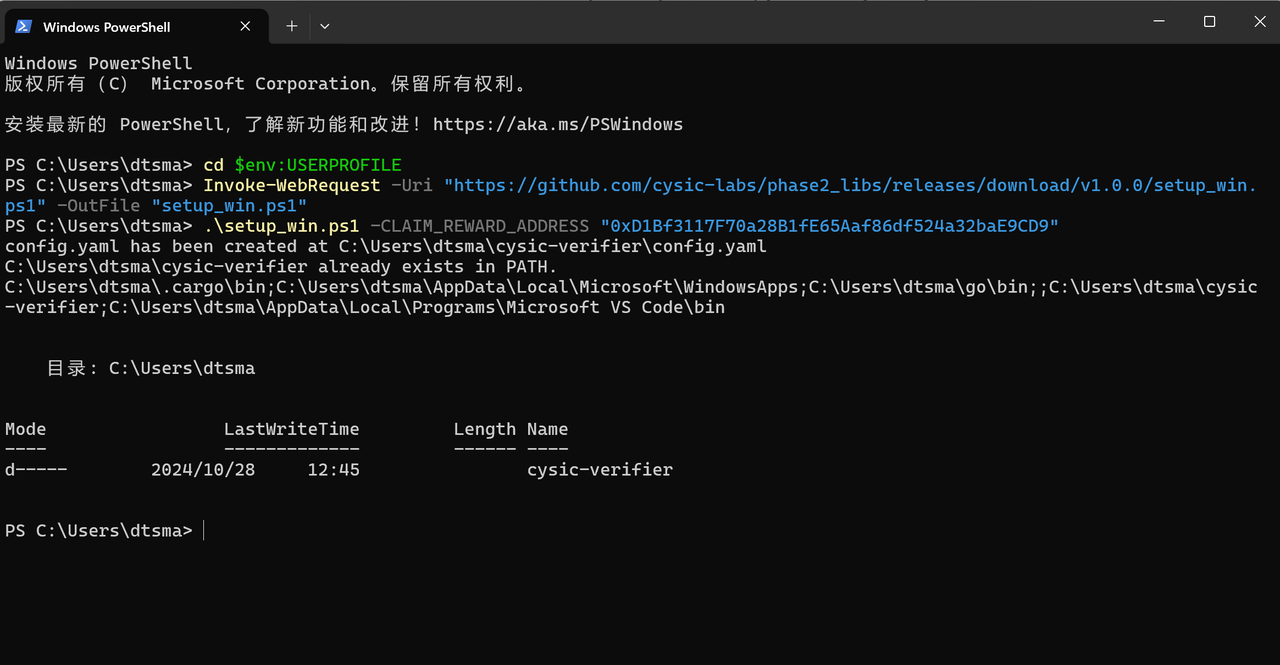 Windows PowerShell
Windows PowerShell
版权所有 (C) Microsoft Corporation。保留所有权利。
安装最新的 PowerShell，了解新功能和改进！https://aka.ms/PSWindows
PS C:\Users\dtsma> cd $env:USERPROFILE
PS C:\Users\dtsma> Invoke-WebRequest -Uri "https://github.com/cysic-labs/phase2_libs/releases/download/v1.0.0/setup_win.
ps1" -OutFile "setup_win.ps1"
PS C:\Users\dtsma> .\setup_win.ps1 -CLAIM_REWARD_ADDRESS "0xD1Bf3117F70a28B1fE65Aaf86df524a32baE9CD9"
config.yaml has been created at C:\Users\dtsma\cysic-verifier\config.yaml
C:\Users\dtsma\cysic-verifier already exists in PATH.
C:\Users\dtsma\.cargo\bin;C:\Users\dtsma\AppData\Local\Microsoft\WindowsApps;C:\Users\dtsma\go\bin;;C:\Users\dtsma\cysic
-verifier;C:\Users\dtsma\AppData\Local\Programs\Microsoft VS Code\bin
目录: C:\Users\dtsma
Mode LastWriteTime Length Name
---- ------------- ------ ----
d----- 2024/10/28 12:45 cysic-verifier
PS C:\Users\dtsma>